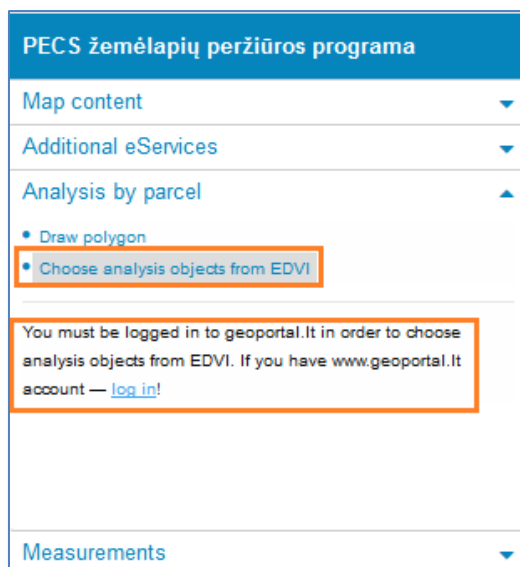 PECS žemėlapių peržiūros programa
Map content
Additional eServices
Analysis by parcel
Draw polygon
Choose analysis objects from EDVI
You must be logged in to geoportal.lt in order to choose
analysis objects from EDVI. If you have www.geoportal.lt
account — log in!
Measurements